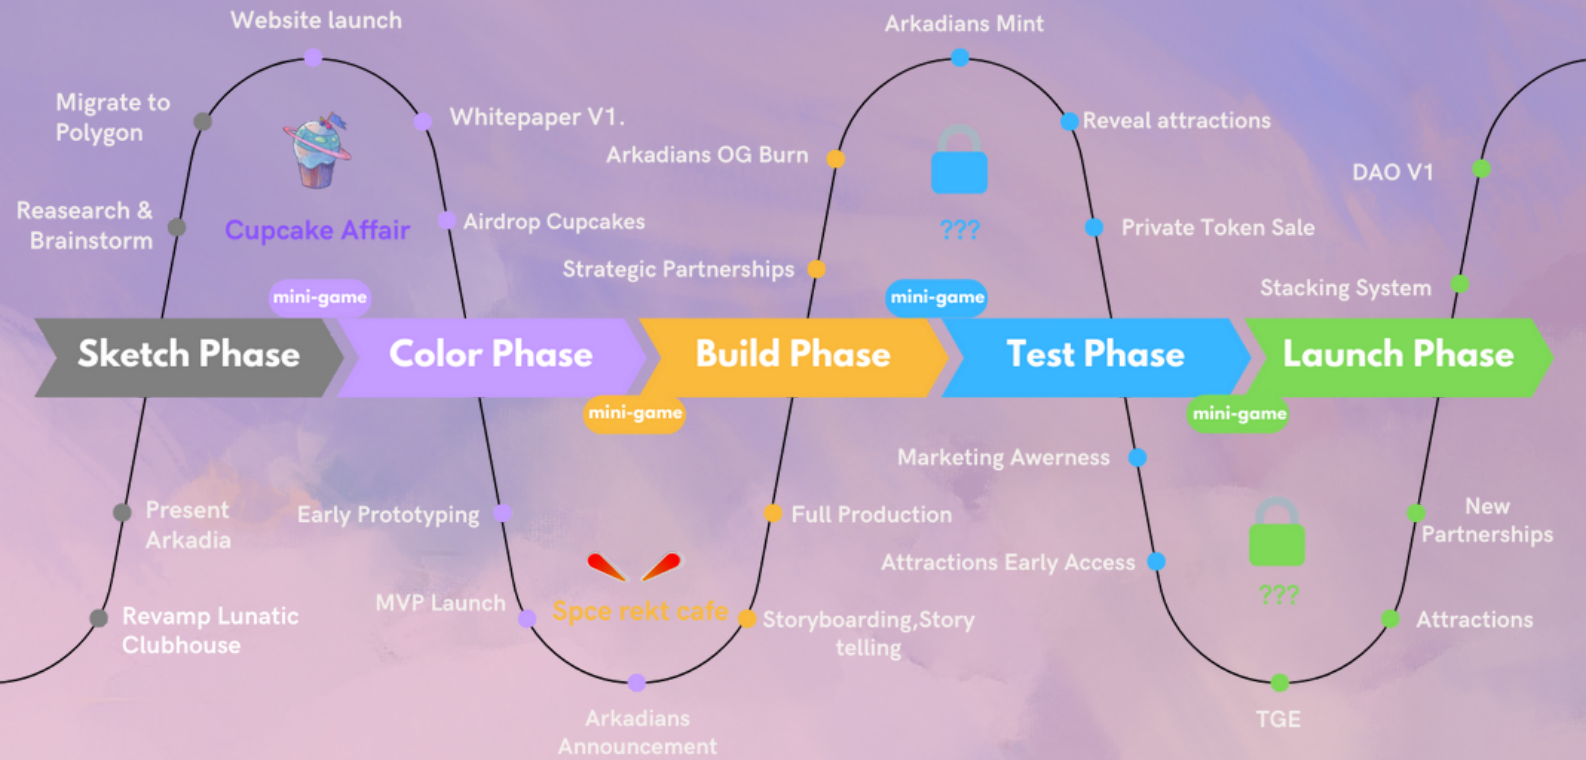 Website launch
Migrate to
Polygon
Whitepaper V1.
Reasearch &
Brainstorm
Cupcake Affair
Airdrop Cupcakes
mini-game
Arkadians Mint
Arkadians OG Burn
Reveal attractions
???
Strategic Partnerships
Private Token Sale
mini-game
DAO V1
Stacking System
Sketch Phase
Color Phase
Build Phase
Test Phase
Launch Phase
Present
Arkadia
Revamp Lunatic
Clubhouse
Early Prototyping
MVP Launch
mini-game
Spce rekt cafe
Arkadians
Announcement
Full Production
Storyboarding,Story
telling
Marketing Awerness
Attractions Early Access
mini-game
???
TGE
New
Partnerships
Attractions